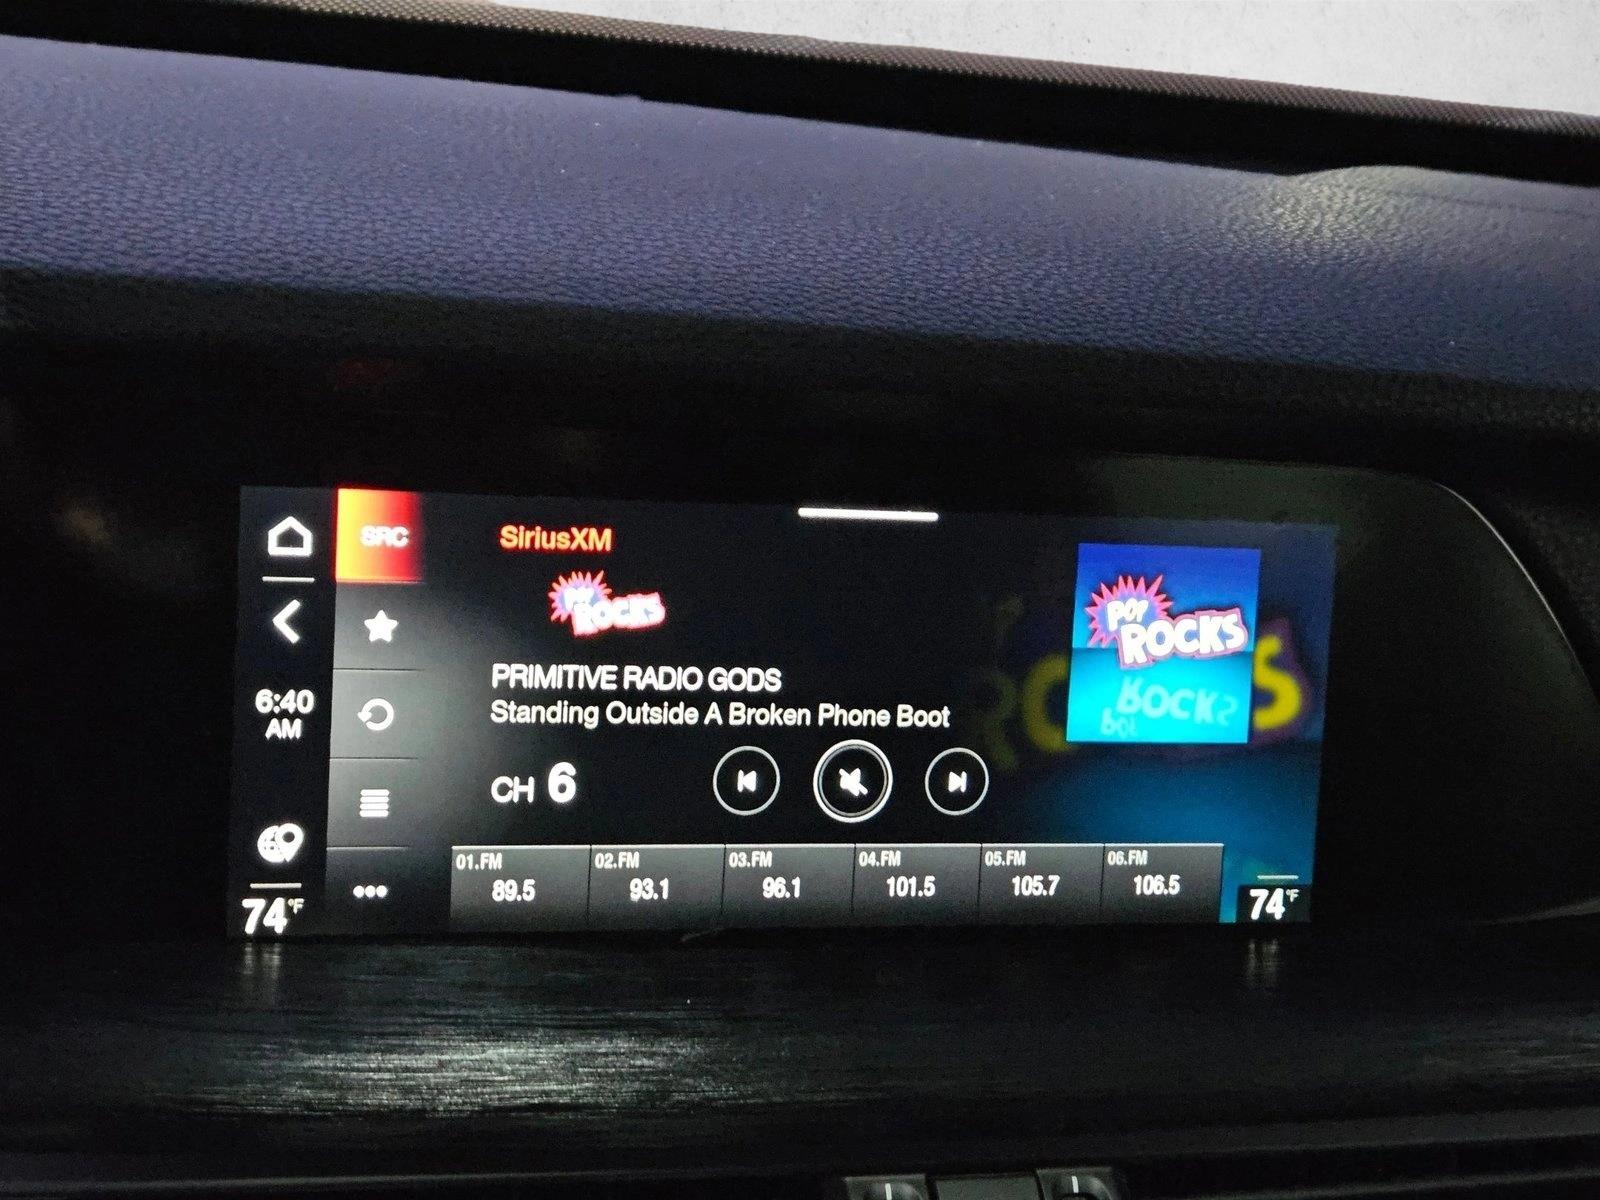 SRC
SiriusXM
POP ROCKS
POP
ROCKS
ROCKS
POP
PRIMITIVE RADIO GODS
Standing Outside A Broken Phone Boot
6:40
AM
CH 6
01.FM 02.FM 03.FM 04.FM 05.FM 06.FM
89.5 93.1 96.1 101.5 105.7 106.5
74°F
74°F